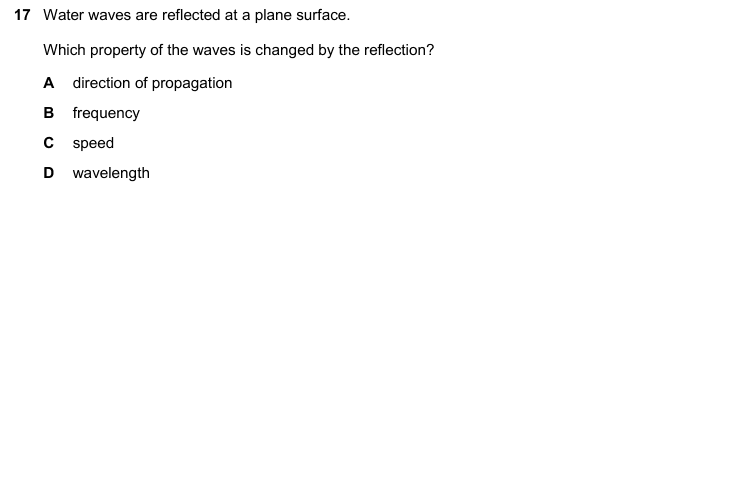 17 Water waves are reflected at a plane surface.
Which property of the waves is changed by the reflection?
A direction of propagation
B frequency
C speed
D wavelength